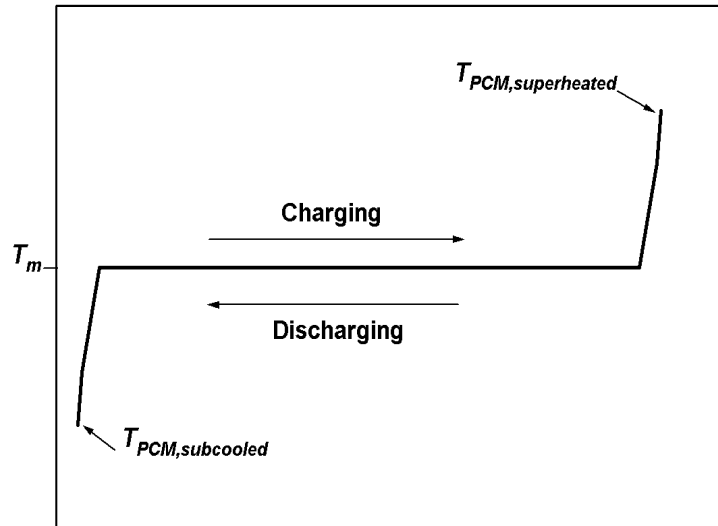 T_PCM,superheated
Charging
T_m
Discharging
T_PCM,subcooled